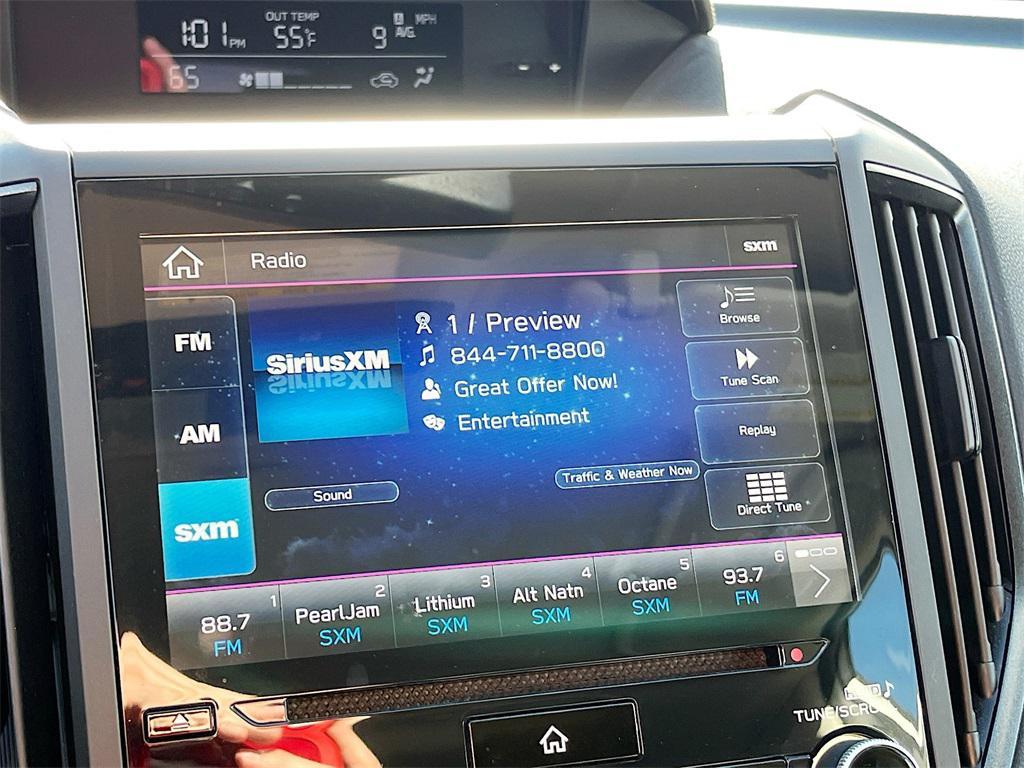 OUT TEMP
A MPH
1:01 PM 55°F 9 AVG.
65
- +
Radio
sxm
FM
AM
sxm
SiriusXM
1 / Preview
844-711-8800
Great Offer Now!
Entertainment
Browse
Tune Scan
Replay
Direct Tune
Sound
Traffic & Weather Now
1 2 3 4 5 6
88.7 PearlJam Lithium Alt Natn Octane 93.7
FM SXM SXM SXM SXM FM
TUNE/SCROLL